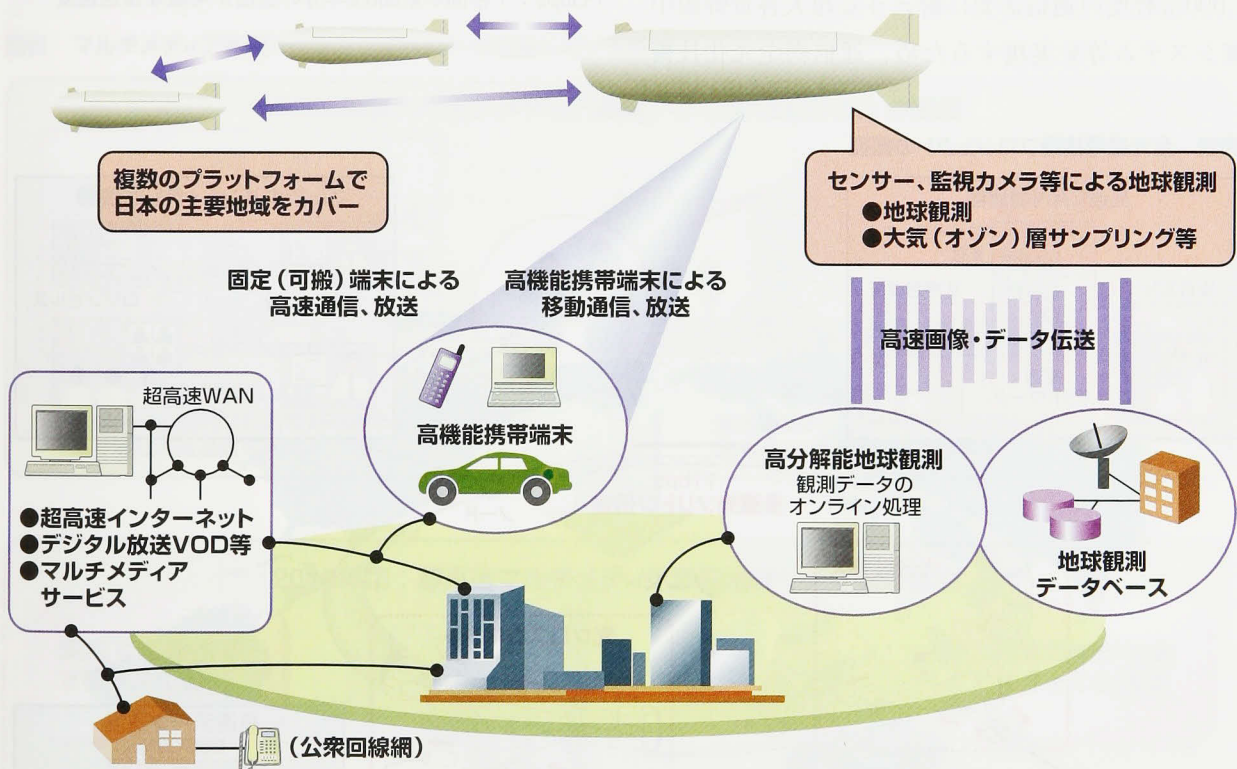 複数のプラットフォームで
日本の主要地域をカバー
センサー、監視カメラ等による地球観測
●地球観測
●大気(オゾン)層サンプリング等
固定(可搬)端末による
高速通信、放送
高機能携帯端末による
移動通信、放送
高速画像・データ伝送
超高速WAN
●超高速インターネット
●デジタル放送VOD等
●マルチメディア
サービス
高機能携帯端末
高分解能地球観測
観測データの
オンライン処理
地球観測
データベース
(公衆回線網)